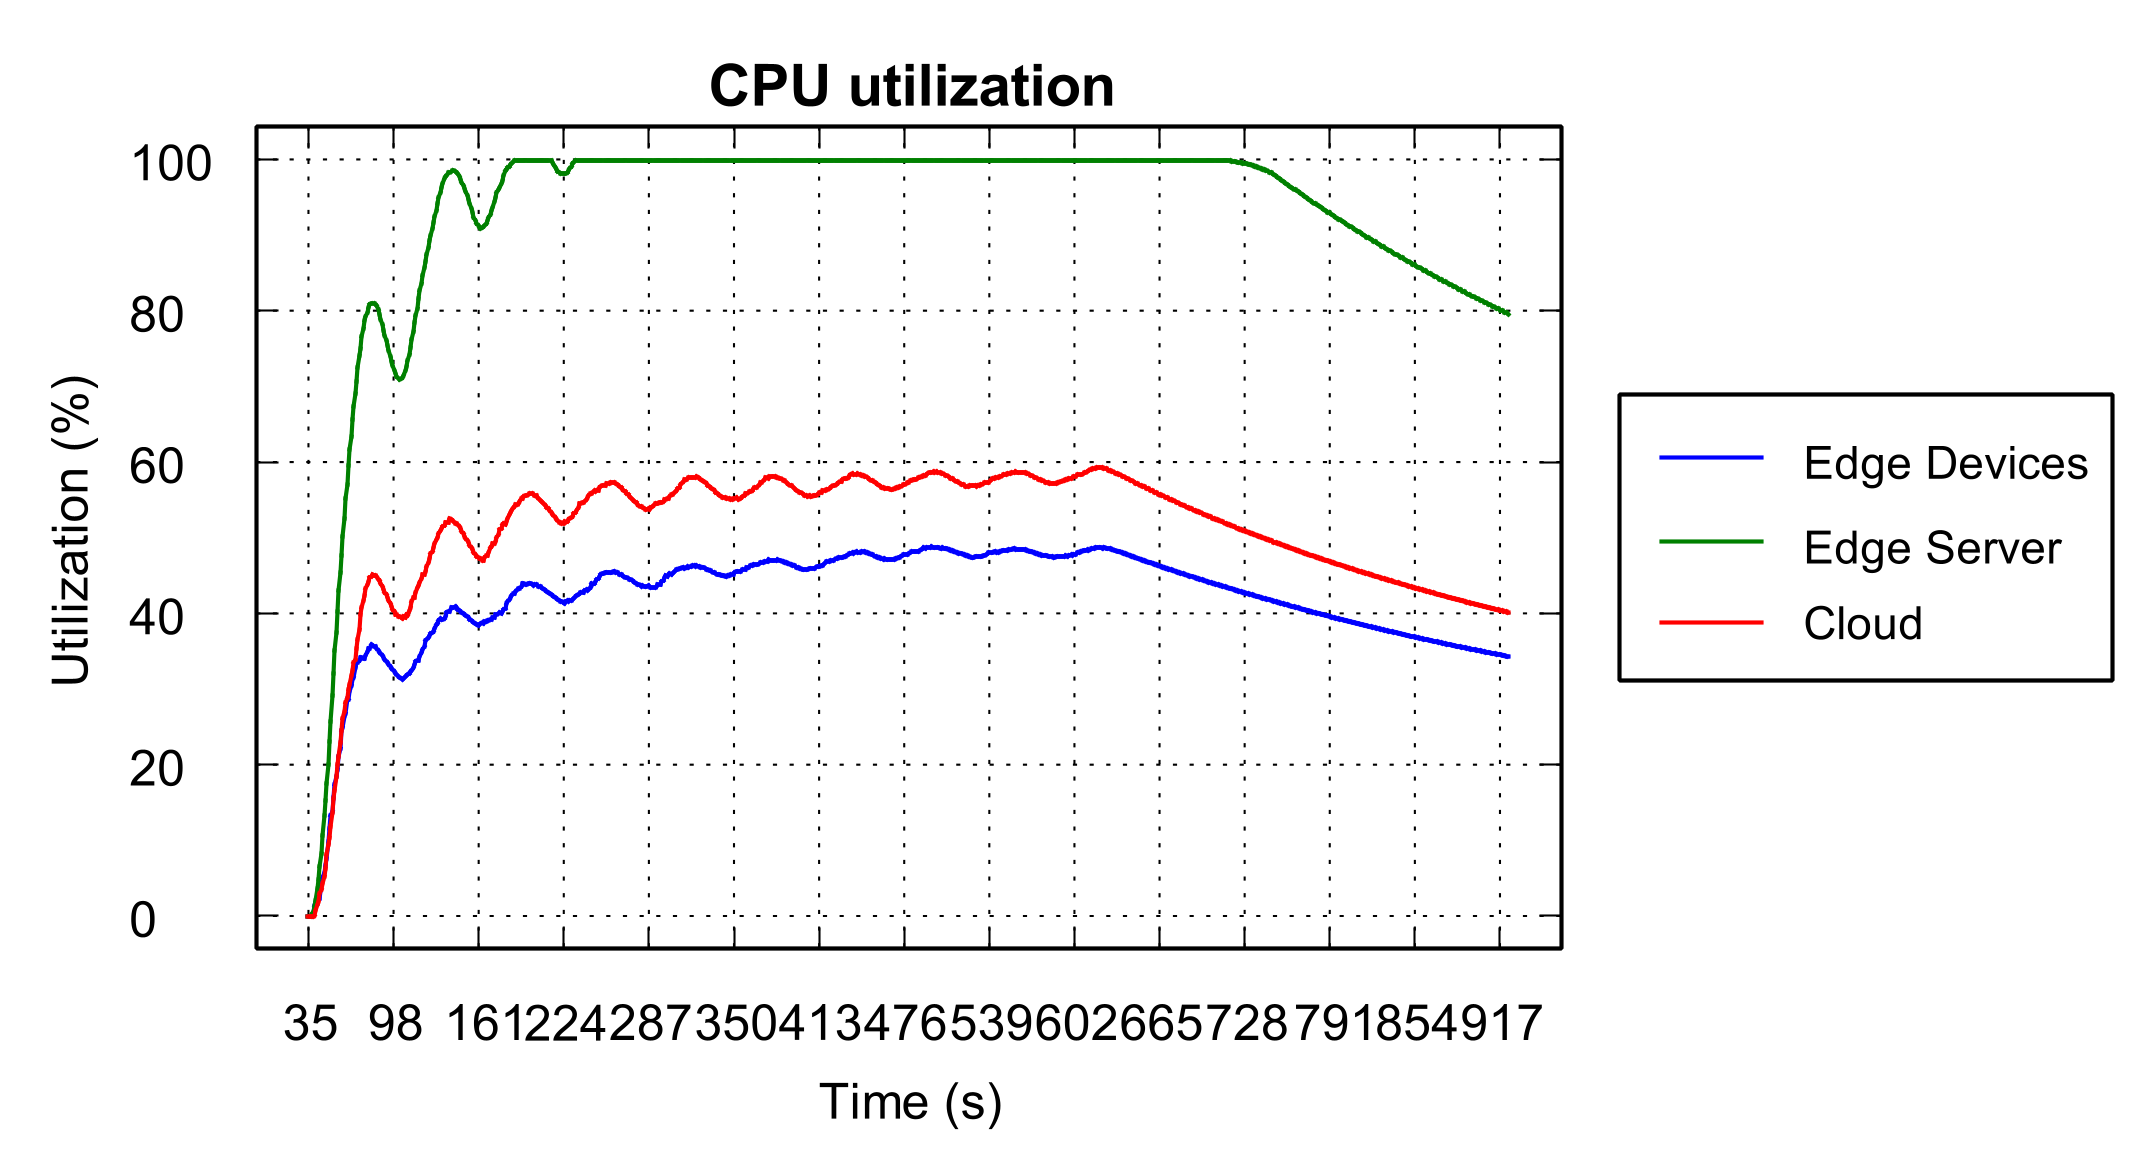 CPU utilization
100
80
60
40
20
0
Utilization (%)
35 98 161 224 287 350 413 476 539 602 665 728 791 854 917
Time (s)
Edge Devices
Edge Server
Cloud